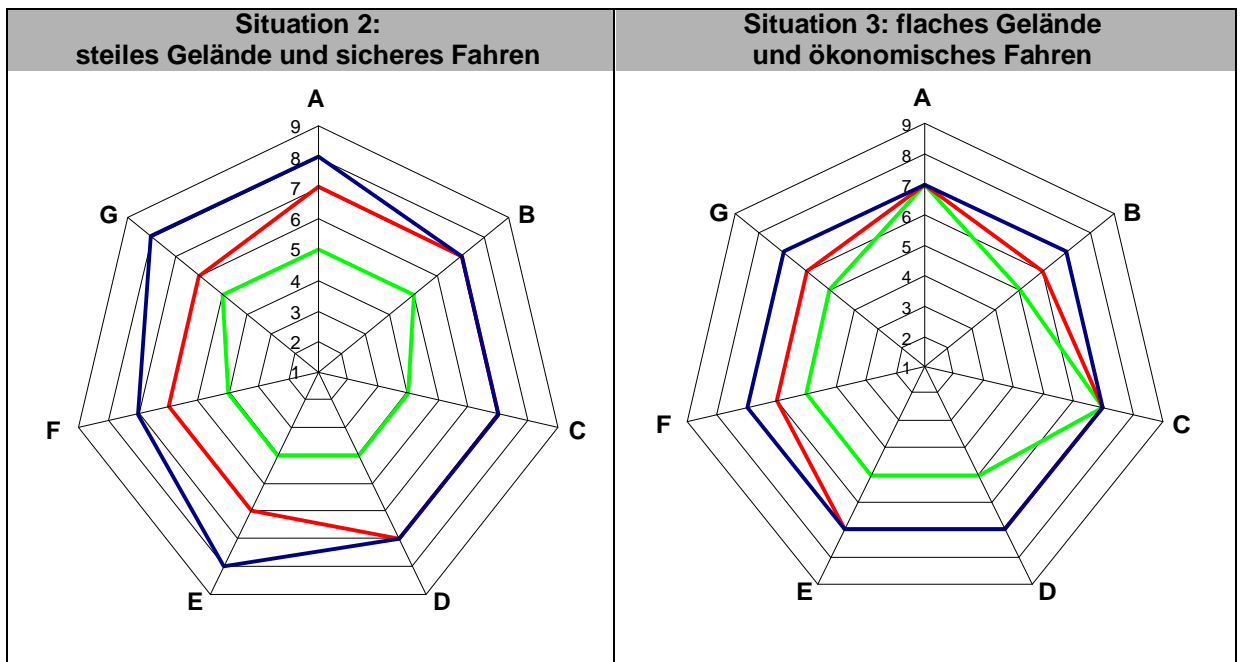 Situation 2:
steiles Gelände und sicheres Fahren
A
9
8
7
6
5
4
3
2
1
B
C
D
E
F
G
Situation 3: flaches Gelände
und ökonomisches Fahren
A
9
8
7
6
5
4
3
2
1
B
C
D
E
F
G